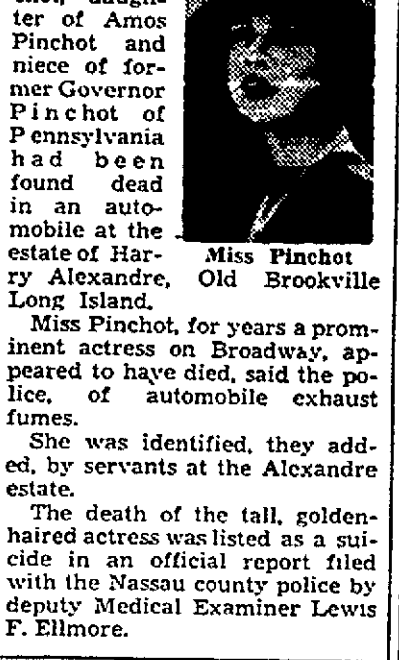 ter of Amos
Pinchot and
niece of for-
mer Governor
Pinchot of
Pennsylvania
had been
found dead
in an auto-
mobile at the
estate of Har-
Miss Pinchot
ry Alexandre, Old Brookville
Long Island.
Miss Pinchot, for years a prom-
inent actress on Broadway, ap-
peared to have died, said the po-
lice, of automobile exhaust
fumes.
She was identified, they add-
ed, by servants at the Alexandre
estate.
The death of the tall, golden-
haired actress was listed as a sui-
cide in an official report filed
with the Nassau county police by
deputy Medical Examiner Lewis
F. Ellmore.